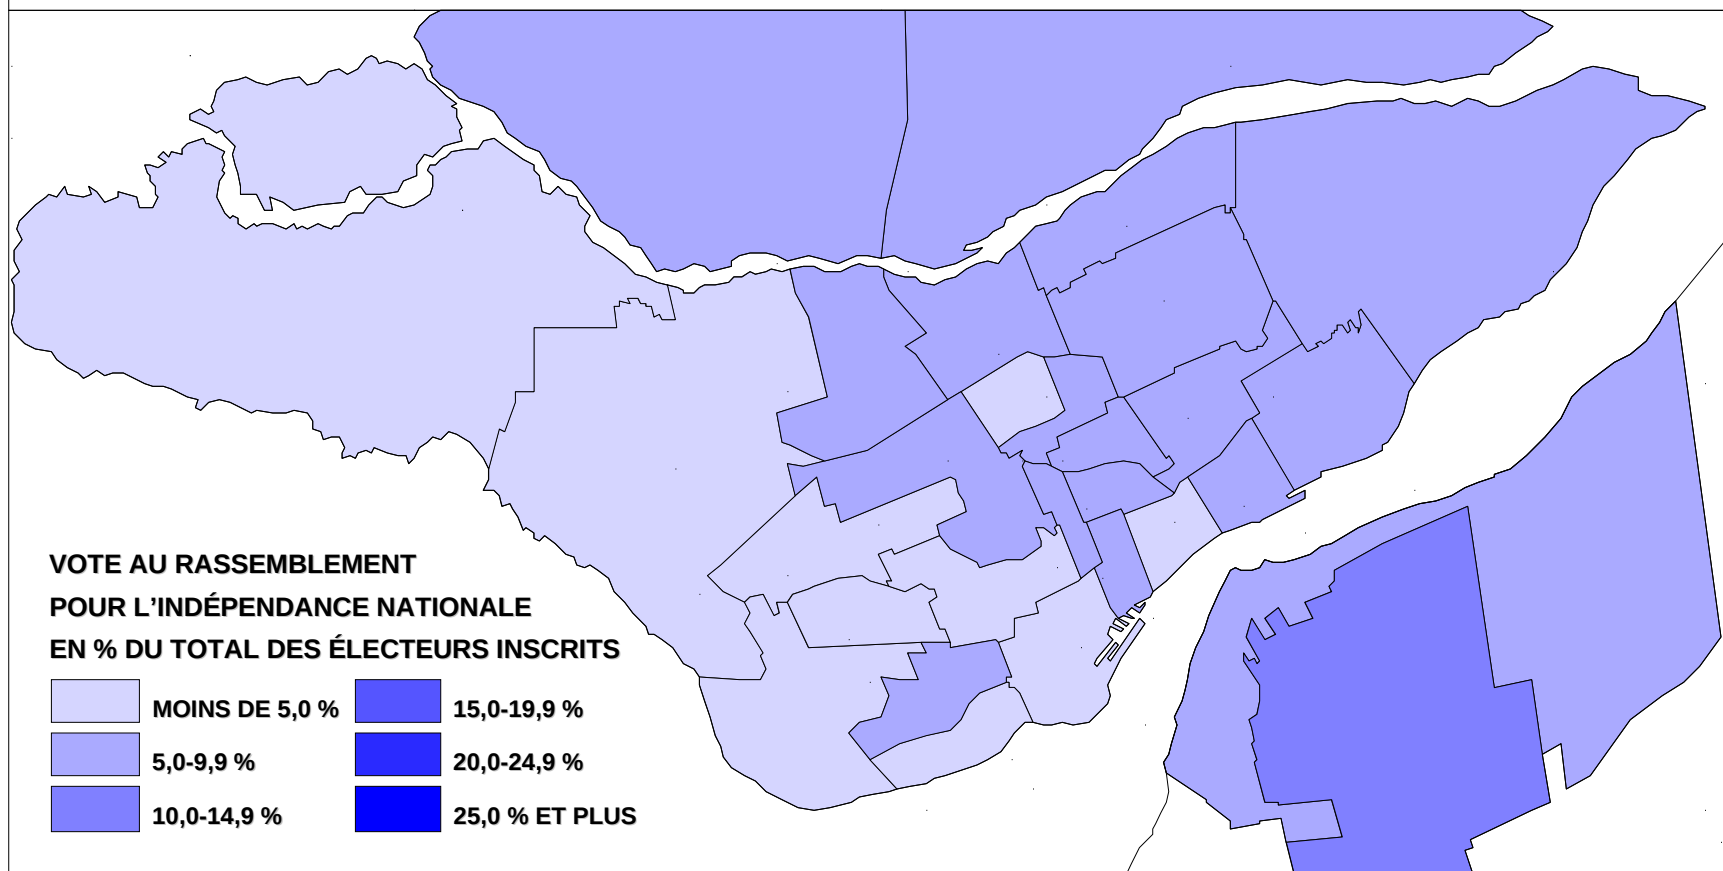 VOTE AU RASSEMBLEMENT
POUR L’INDÉPENDANCE NATIONALE
EN % DU TOTAL DES ÉLECTEURS INSCRITS
MOINS DE 5,0 %
5,0-9,9 %
10,0-14,9 %
15,0-19,9 %
20,0-24,9 %
25,0 % ET PLUS